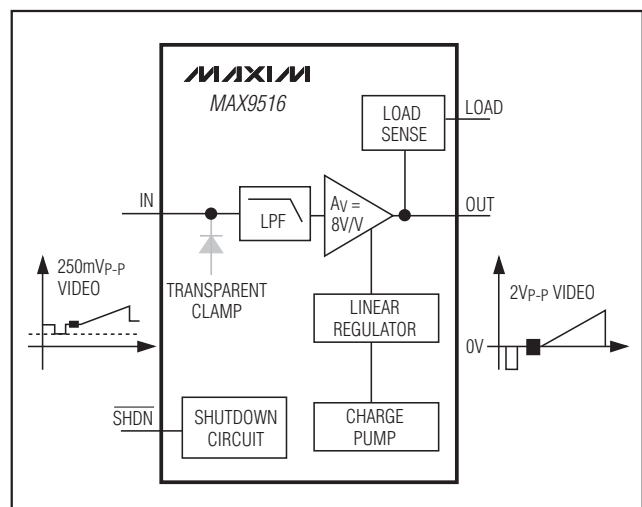 MAXIM
MAX9516
LOAD
SENSE
LOAD
IN
LPF
AV =
8V/V
OUT
250mVP-P
VIDEO
TRANSPARENT
CLAMP
LINEAR
REGULATOR
2VP-P VIDEO
0V
SHDN
SHUTDOWN
CIRCUIT
CHARGE
PUMP